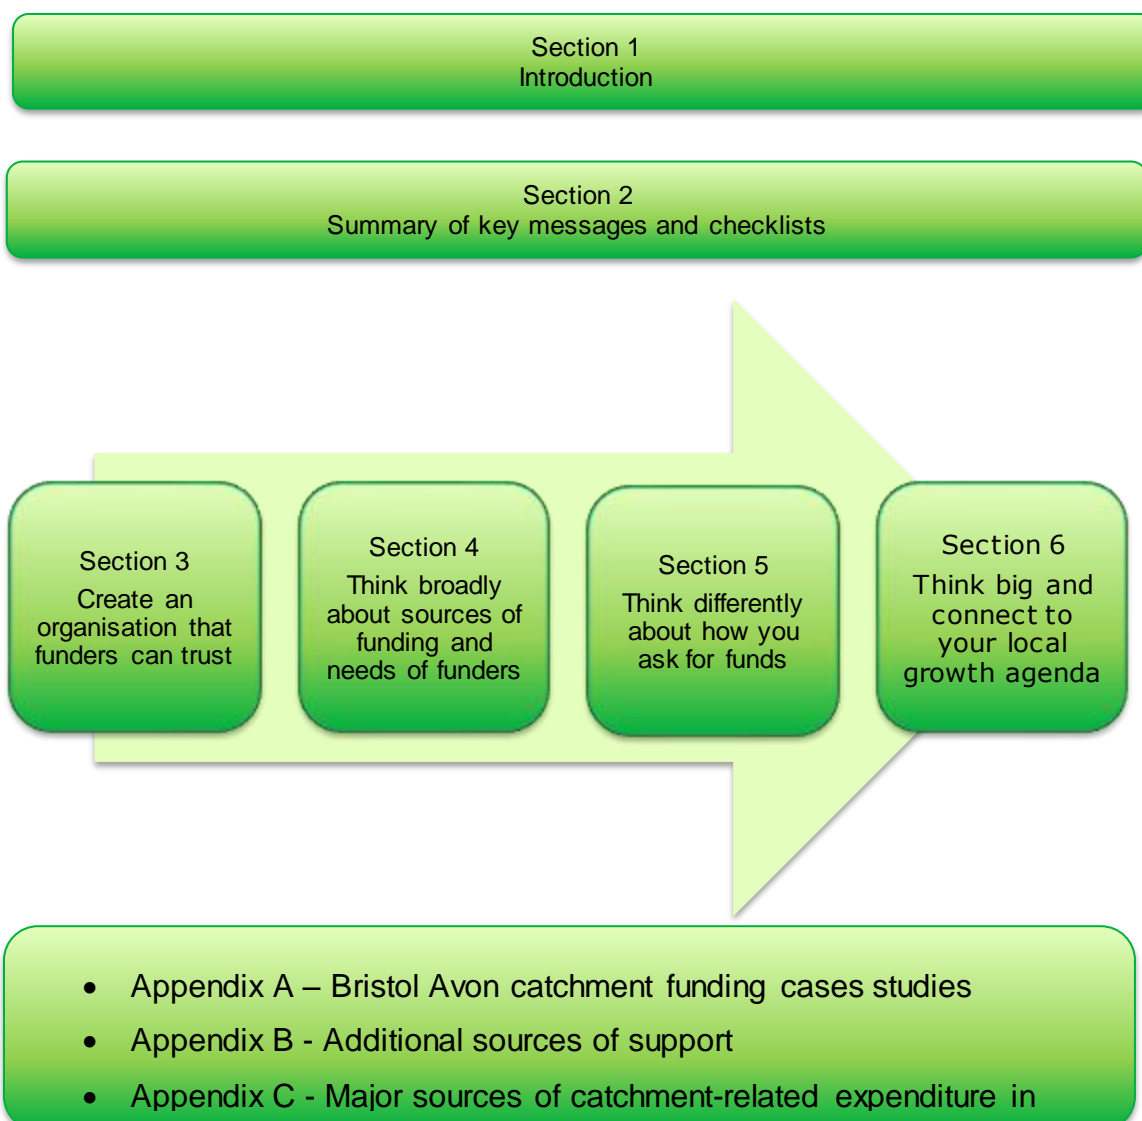 Section 1
Introduction
Section 2
Summary of key messages and checklists
Section 3
Create an
organisation that
funders can trust
Section 4
Think broadly
about sources of
funding and
needs of funders
Section 5
Think differently
about how you
ask for funds
Section 6
Think big and
connect to
your local
growth agenda
• Appendix A – Bristol Avon catchment funding cases studies
• Appendix B - Additional sources of support
• Appendix C - Major sources of catchment-related expenditure in